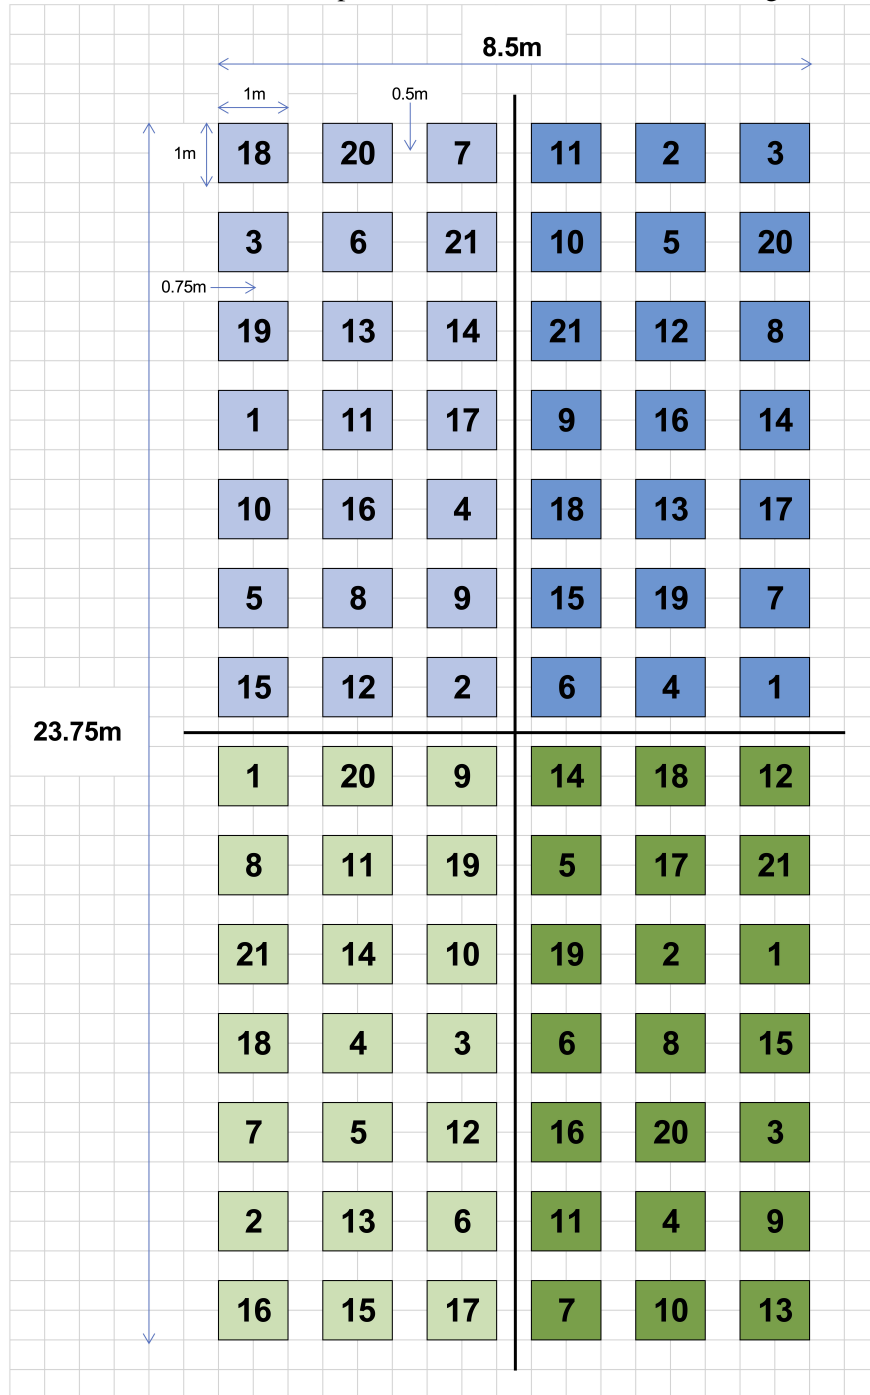 8.5m
1m 0.5m
1m 18 20 7 11 2 3
3 6 21 10 5 20
0.75m
19 13 14 21 12 8
1 11 17 9 16 14
10 16 4 18 13 17
5 8 9 15 19 7
15 12 2 6 4 1
23.75m
1 20 9 14 18 12
8 11 19 5 17 21
21 14 10 19 2 1
18 4 3 6 8 15
7 5 12 16 20 3
2 13 6 11 4 9
16 15 17 7 10 13